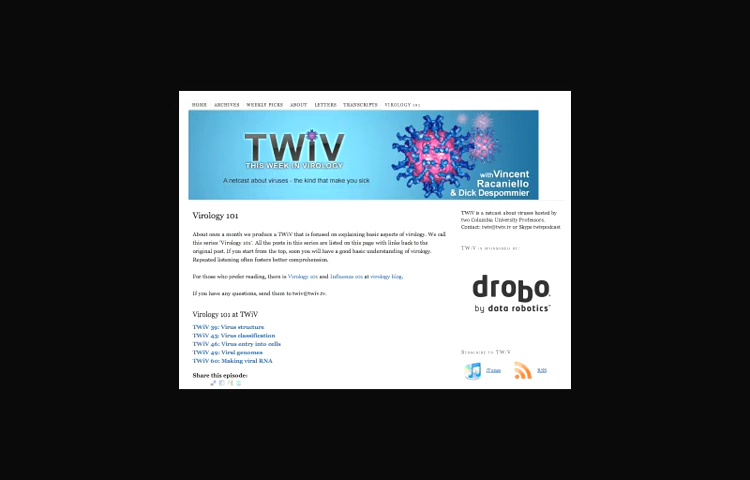 HOME ARCHIVES WEEKLY PICKS ABOUT LETTERS TRANSCRIPTS VIROLOGY 101
TWiV
THIS WEEK IN VIROLOGY
A netcast about viruses - the kind that make you sick
with Vincent
Racaniello
& Dick Despommier
Virology 101
About once a month we produce a TWiV that is focused on explaining basic aspects of virology. We call
this series 'Virology 101'. All the posts in this series are listed on this page with links back to the
original post. If you start from the top, soon you will have a good basic understanding of virology.
Repeated listening often fosters better comprehension.
For those who prefer reading, there is Virology 101 and Influenza 101 at virology blog.
If you have any questions, send them to twiv@twiv.tv.
Virology 101 at TWiV
TWiV 39: Virus structure
TWiV 43: Virus classification
TWiV 46: Virus entry into cells
TWiV 49: Viral genomes
TWiV 60: Making viral RNA
Share this episode:
TWiV is a netcast about viruses hosted by
two Columbia University Professors.
Contact: twiv@twiv.tv or Skype twivpodcast
TWiV IS SPONSORED BY:
drobo
by data robotics
SUBSCRIBE TO TWiV
iTunes RSS